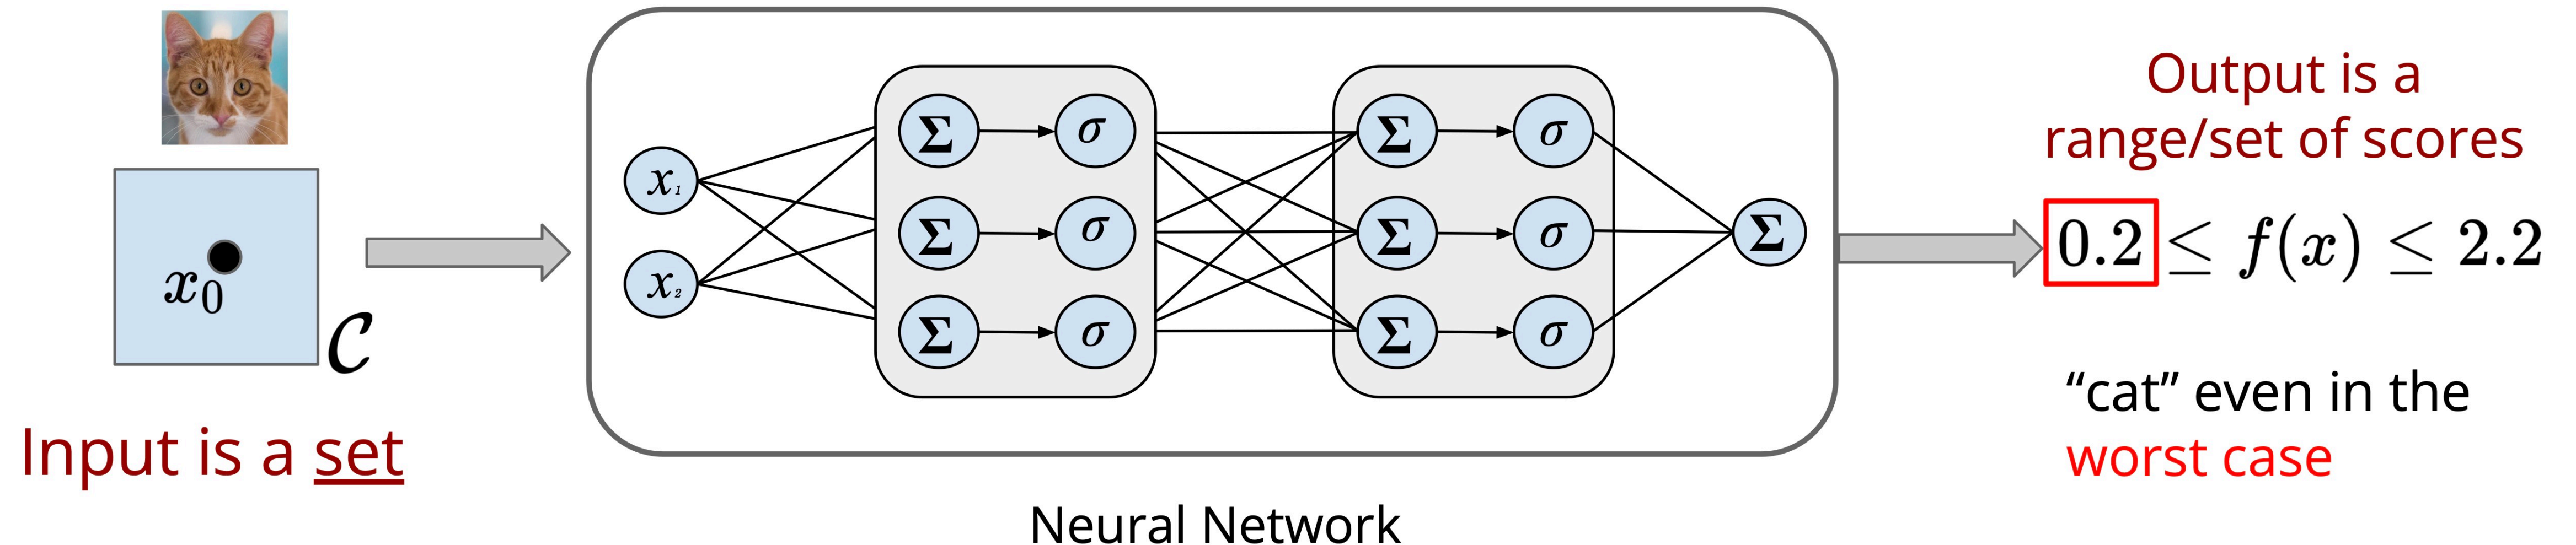 x₀
𝒞
Input is a set
x₁
x₂
Σ → σ
Σ → σ
Σ → σ
Σ → σ
Σ → σ
Σ → σ
Σ
Neural Network
Output is a
range/set of scores
0.2 ≤ f(x) ≤ 2.2
“cat” even in the
worst case